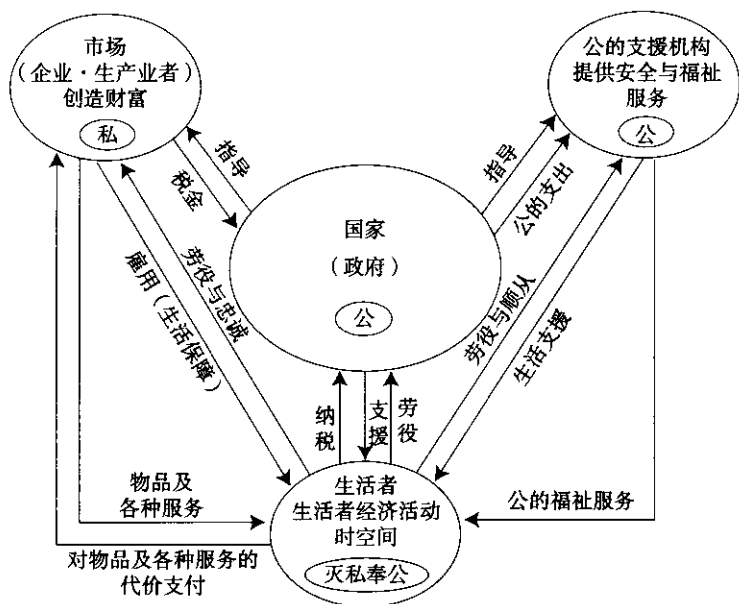 市场
（企业·生产业者）
创造财富
私
公的支援机构
提供安全与福祉
服务
公
指导
税金
指导
公的支出
国家
（政府）
公
雇用（生活保障）
劳役与忠诚
劳役与顺从
生活支援
纳税
支援
劳役
物品及
各种服务
对物品及各种服务的
代价支付
公的福祉服务
生活者
生活者经济活动
时空间
灭私奉公